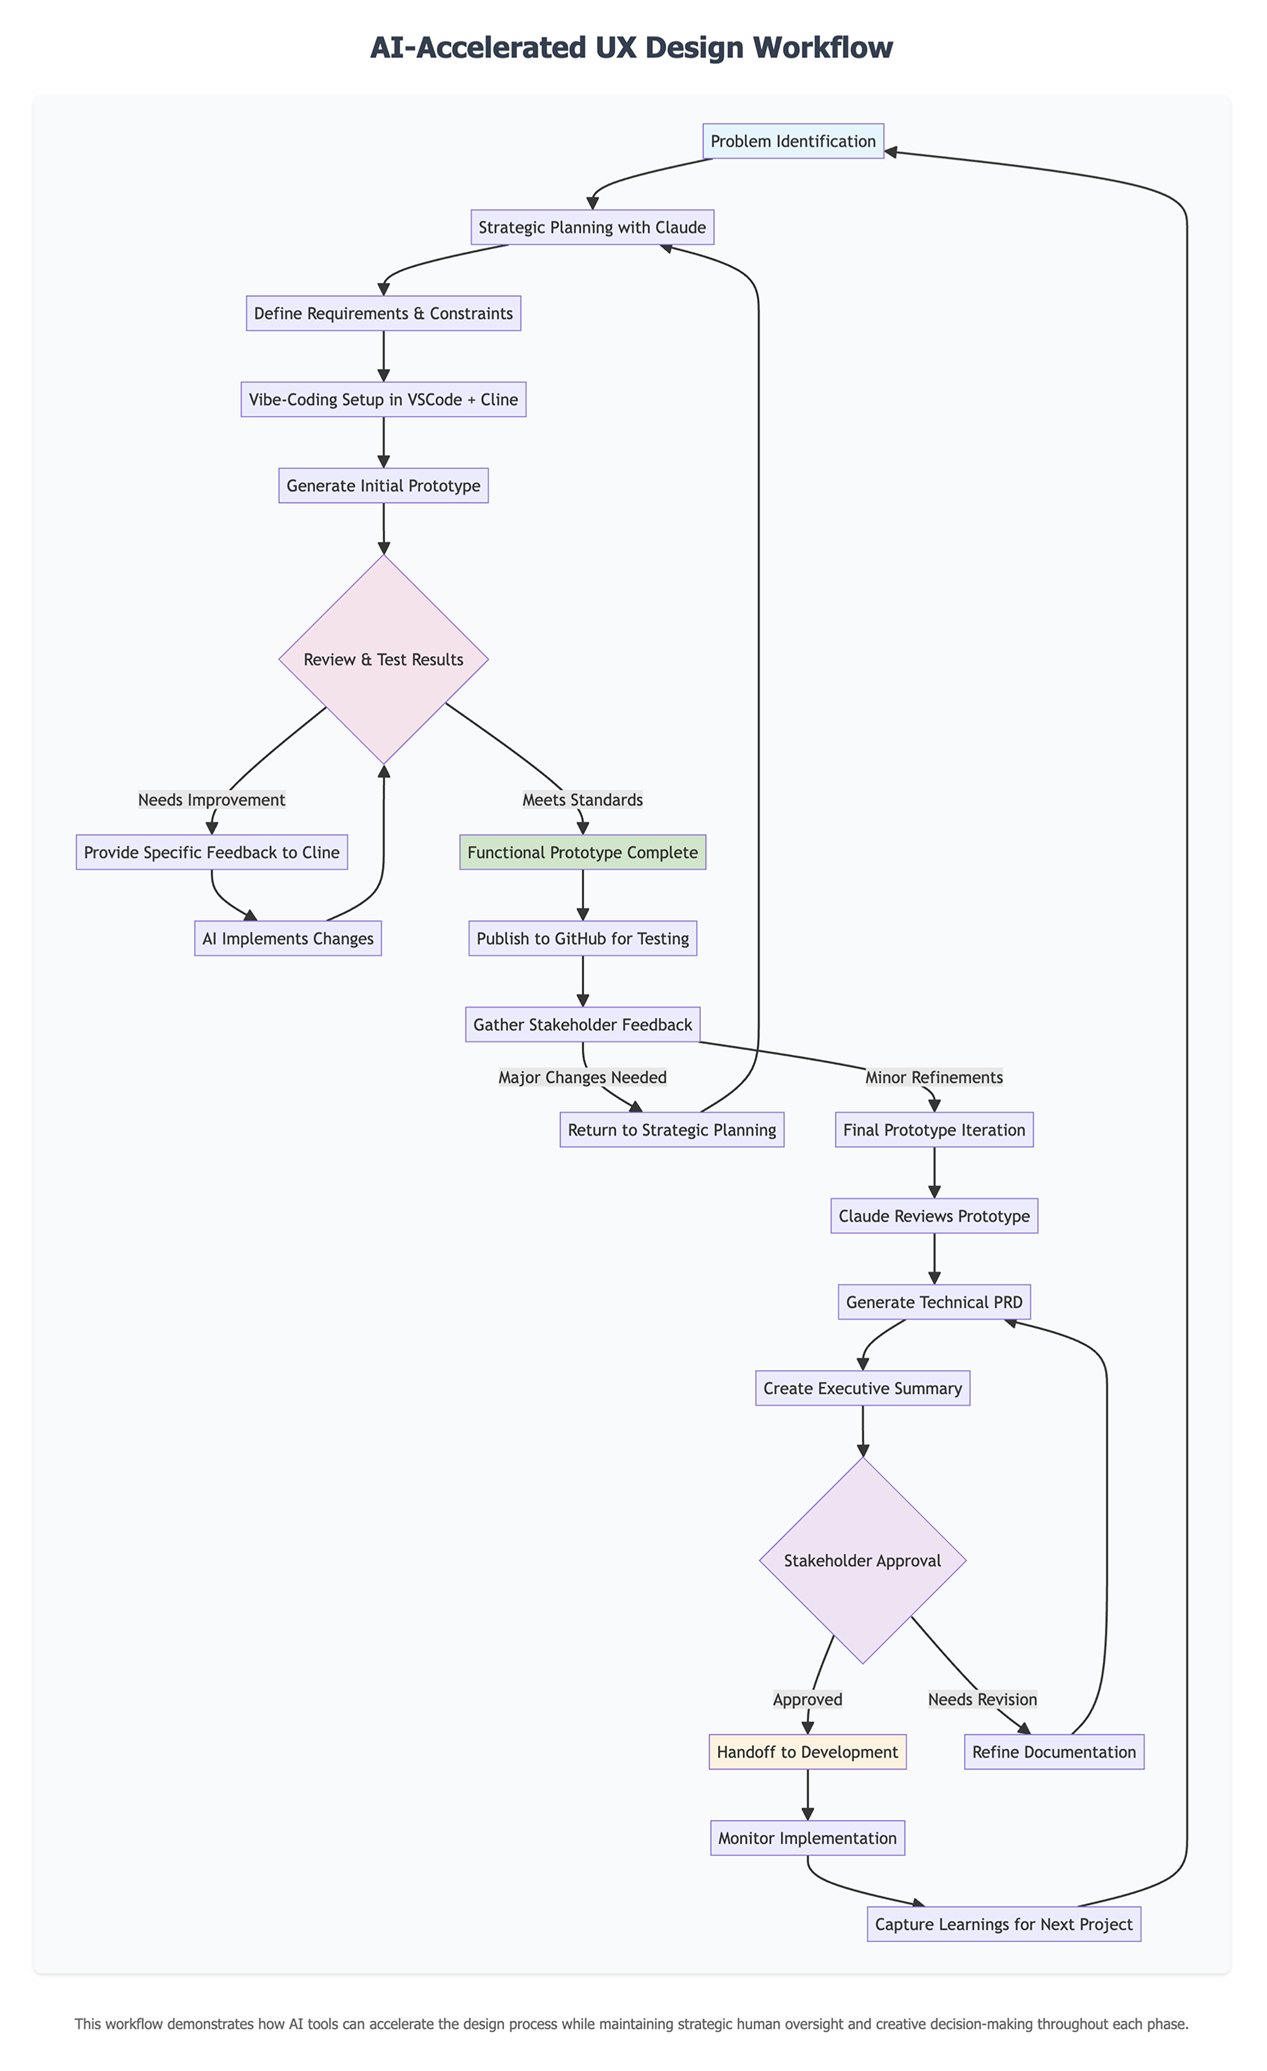 AI-Accelerated UX Design Workflow
Problem Identification
Strategic Planning with Claude
Define Requirements & Constraints
Vibe-Coding Setup in VSCode + Cline
Generate Initial Prototype
Review & Test Results
Needs Improvement
Meets Standards
Provide Specific Feedback to Cline
Functional Prototype Complete
AI Implements Changes
Publish to GitHub for Testing
Gather Stakeholder Feedback
Major Changes Needed
Minor Refinements
Return to Strategic Planning
Final Prototype Iteration
Claude Reviews Prototype
Generate Technical PRD
Create Executive Summary
Stakeholder Approval
Approved
Needs Revision
Handoff to Development
Refine Documentation
Monitor Implementation
Capture Learnings for Next Project
This workflow demonstrates how AI tools can accelerate the design process while maintaining strategic human oversight and creative decision-making throughout each phase.